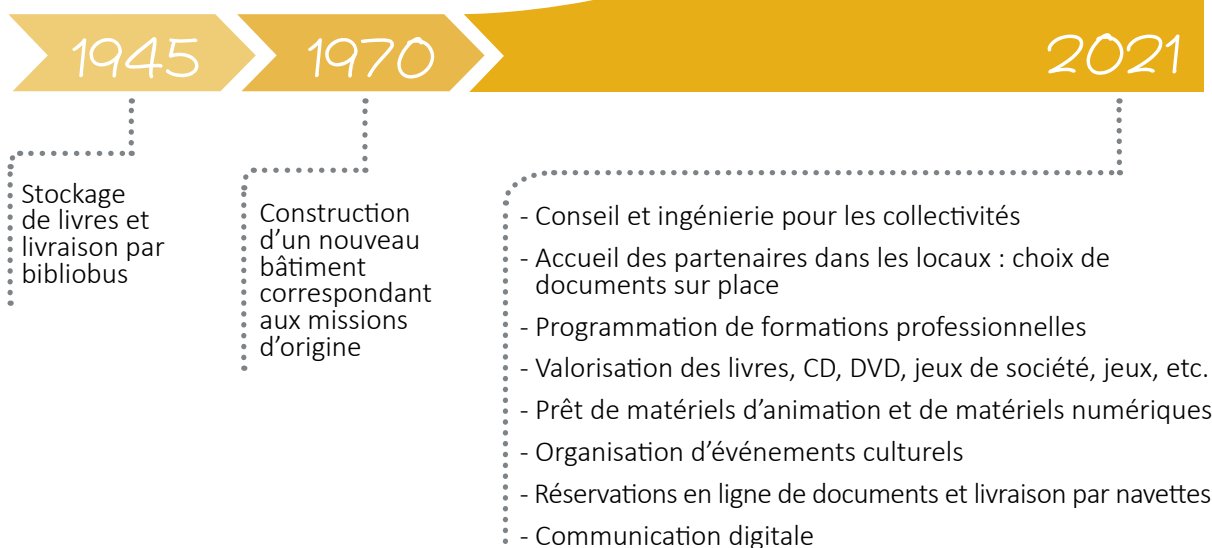 1945
1970
2021
Stockage
de livres et
livraison par
bibliobus
Construction
d’un nouveau
bâtiment
correspondant
aux missions
d’origine
- Conseil et ingénierie pour les collectivités
- Accueil des partenaires dans les locaux : choix de
documents sur place
- Programmation de formations professionnelles
- Valorisation des livres, CD, DVD, jeux de société, jeux, etc.
- Prêt de matériels d’animation et de matériels numériques
- Organisation d’événements culturels
- Réservations en ligne de documents et livraison par navettes
- Communication digitale